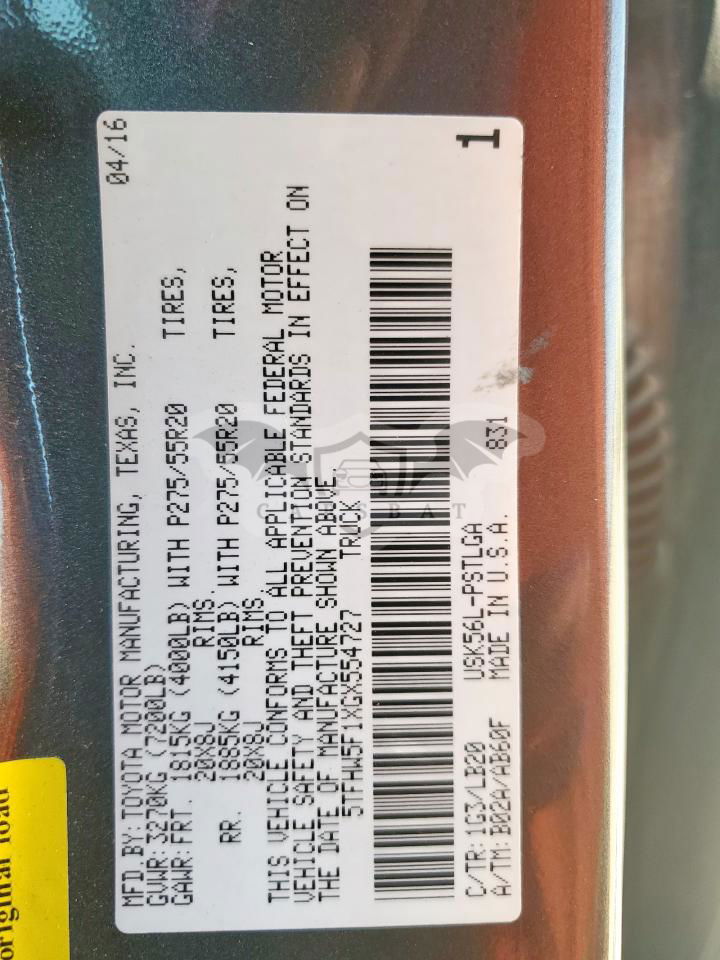 04/16
MFD.BY:TOYOTA MOTOR MANUFACTURING, TEXAS, INC.
GVWR:3270KG (7200LB)
GAWR:FRT. 1815KG (4000LB) WITH P275/55R20 TIRES,
20X8J RIMS.
RR. 1885KG (4150LB) WITH P275/55R20 TIRES,
20X8J RIMS.
THIS VEHICLE CONFORMS TO ALL APPLICABLE FEDERAL MOTOR
VEHICLE SAFETY AND THEFT PREVENTION STANDARDS IN EFFECT ON
THE DATE OF MANUFACTURE SHOWN ABOVE.
5TFHW5F1XGX554727 TRUCK
C/TR:1G3/LB20 USK56L-PSTLGA
A/TM:B02A/AB60F MADE IN U.S.A. 831
1
CARSBAT
original load